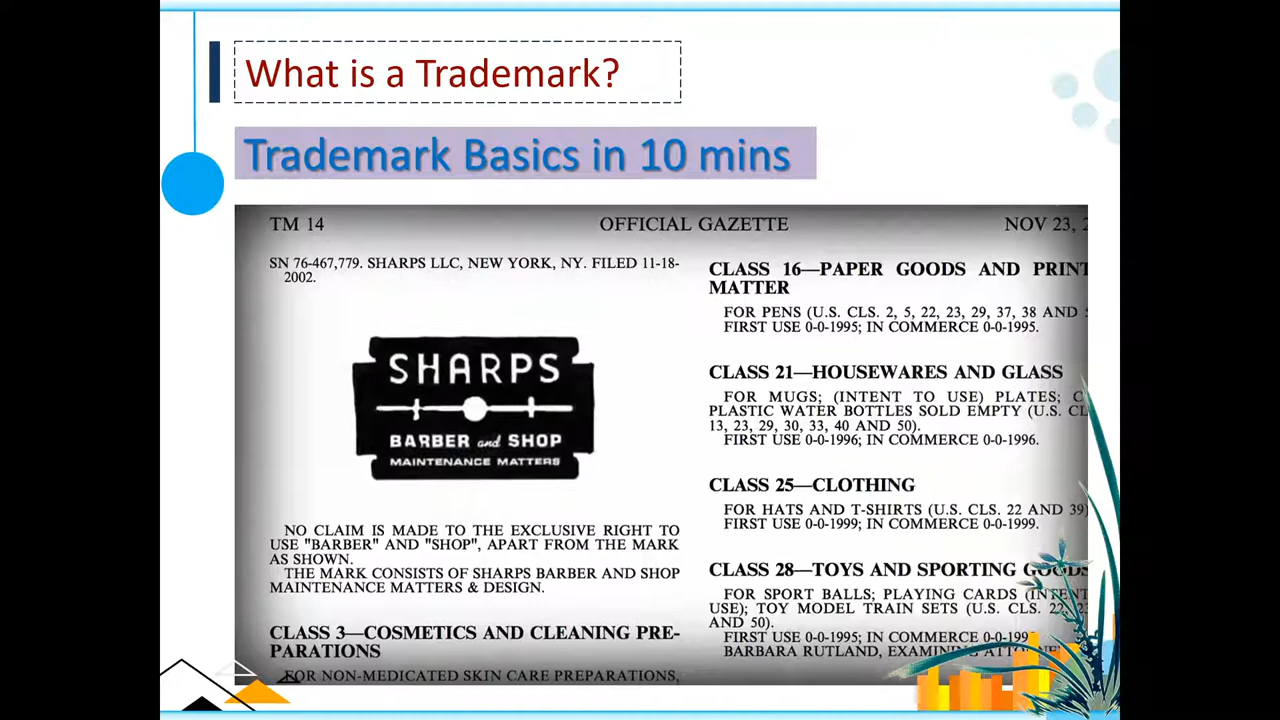 What is a Trademark?
Trademark Basics in 10 mins
TM 14
OFFICIAL GAZETTE
NOV 23,
SN 76-467,779. SHARPS LLC, NEW YORK, NY. FILED 11-18-
2002.
SHARPS
BARBER and SHOP
MAINTENANCE MATTERS
NO CLAIM IS MADE TO THE EXCLUSIVE RIGHT TO
USE "BARBER" AND "SHOP", APART FROM THE MARK
AS SHOWN.
THE MARK CONSISTS OF SHARPS BARBER AND SHOP
MAINTENANCE MATTERS & DESIGN.
CLASS 3—COSMETICS AND CLEANING PRE-
PARATIONS
FOR NON-MEDICATED SKIN CARE PREPARATIONS,
CLASS 16—PAPER GOODS AND PRINT
MATTER
FOR PENS (U.S. CLS. 2, 5, 22, 23, 29, 37, 38 AND
FIRST USE 0-0-1995; IN COMMERCE 0-0-1995.
CLASS 21—HOUSEWARES AND GLASS
FOR MUGS; (INTENT TO USE) PLATES;
PLASTIC WATER BOTTLES SOLD EMPTY (U.S.
13, 23, 29, 30, 33, 40 AND 50).
FIRST USE 0-0-1996; IN COMMERCE 0-0-1996.
CLASS 25—CLOTHING
FOR HATS AND T-SHIRTS (U.S. CLS. 22 AND 39)
FIRST USE 0-0-1999; IN COMMERCE 0-0-1999.
CLASS 28—TOYS AND SPORTING GOODS
FOR SPORT BALLS; PLAYING CARDS (INTENT
USE); TOY MODEL TRAIN SETS (U.S. CLS. 22,
AND 50).
FIRST USE 0-0-1995; IN COMMERCE
BARBARA RUTLAND, EXAMINING